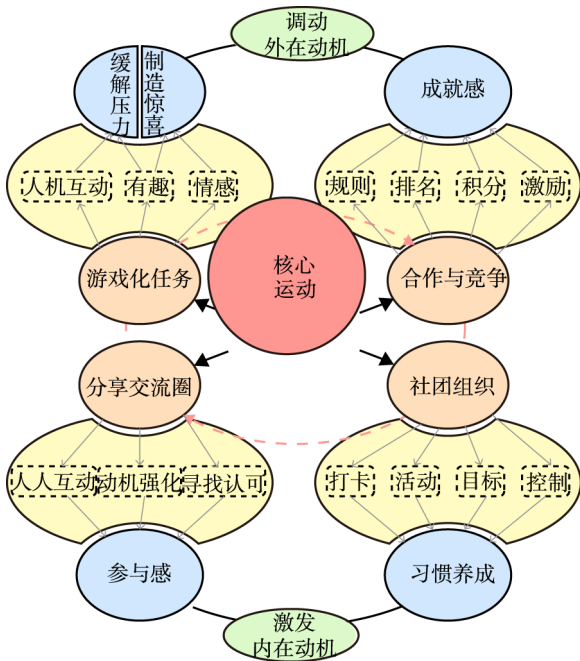 调动
外在动机
缓解压力
制造惊喜
成就感
人机互动
有趣
情感
规则
排名
积分
激励
核心
运动
游戏化任务
合作与竞争
分享交流圈
社团组织
人人互动
动机强化
寻找认可
打卡
活动
目标
控制
参与感
习惯养成
激发
内在动机